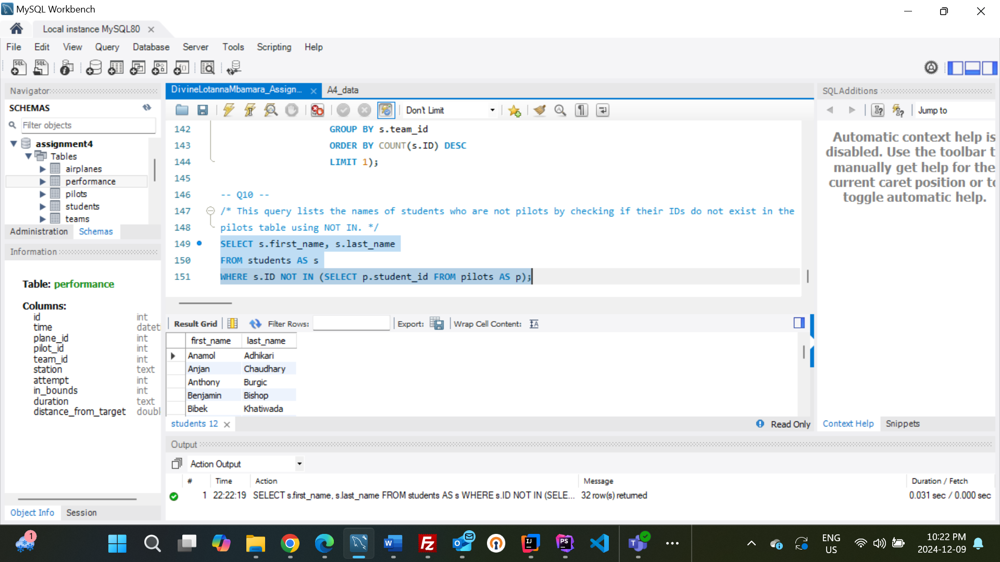 MySQL Workbench
Local instance MySQL80
File Edit View Query Database Server Tools Scripting Help
Navigator
SCHEMAS
Filter objects
assignment4
Tables
airplanes
performance
pilots
students
teams
Administration Schemas
Information
Table: performance
Columns:
id int
time datet
plane_id int
pilot_id int
team_id int
station text
attempt int
in_bounds int
duration text
distance_from_target doubl
Object Info Session
DivineLotannaMbamara_Assign... A4_data
Don't Limit
142 GROUP BY s.team_id
143 ORDER BY COUNT(s.ID) DESC
144 LIMIT 1);
145
146 -- Q10 --
147 /* This query lists the names of students who are not pilots by checking if their IDs do not exist in the
148 pilots table using NOT IN. */
149 SELECT s.first_name, s.last_name
150 FROM students AS s
151 WHERE s.ID NOT IN (SELECT p.student_id FROM pilots AS p);
Result Grid Filter Rows: Export: Wrap Cell Content:
first_name last_name
Anamol Adhikari
Anjan Chaudhary
Anthony Burgic
Benjamin Bishop
Bibek Khatiwada
students 12
Read Only
SQLAdditions
Jump to
Automatic context help is
disabled. Use the toolbar t
manually get help for the
current caret position or to
toggle automatic help.
Context Help Snippets
Output
Action Output
# Time Action Message Duration / Fetch
1 22:22:19 SELECT s.first_name, s.last_name FROM students AS s WHERE s.ID NOT IN (SELE... 32 row(s) returned 0.031 sec / 0.000 sec
1
ENG
US
10:22 PM
2024-12-09